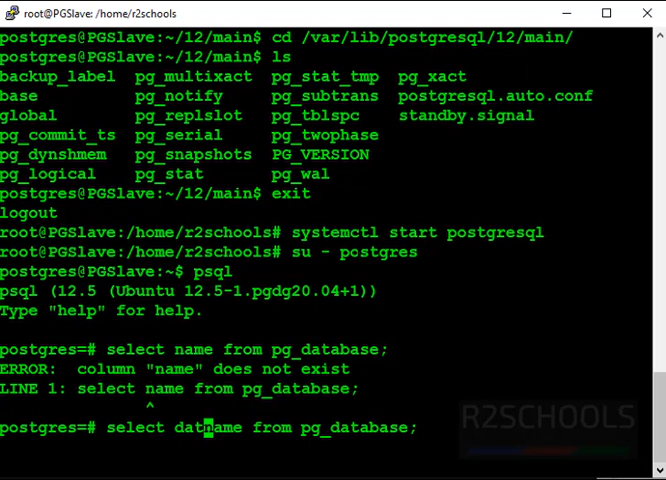 root@PGSlave: /home/r2schools
postgres@PGSlave:~/12/main$ cd /var/lib/postgresql/12/main/
postgres@PGSlave:~/12/main$ ls
backup_label pg_multixact pg_stat_tmp pg_xact
base pg_notify pg_subtrans postgresql.auto.conf
global pg_replslot pg_tblspc standby.signal
pg_commit_ts pg_serial pg_twophase
pg_dynshmem pg_snapshots PG_VERSION
pg_logical pg_stat pg_wal
postgres@PGSlave:~/12/main$ exit
logout
root@PGSlave:/home/r2schools# systemctl start postgresql
root@PGSlave:/home/r2schools# su - postgres
postgres@PGSlave:~$ psql
psql (12.5 (Ubuntu 12.5-1.pgdg20.04+1))
Type "help" for help.
postgres=# select name from pg_database;
ERROR: column "name" does not exist
LINE 1: select name from pg_database;
^
postgres=# select datname from pg_database;
R2SCHOOLS